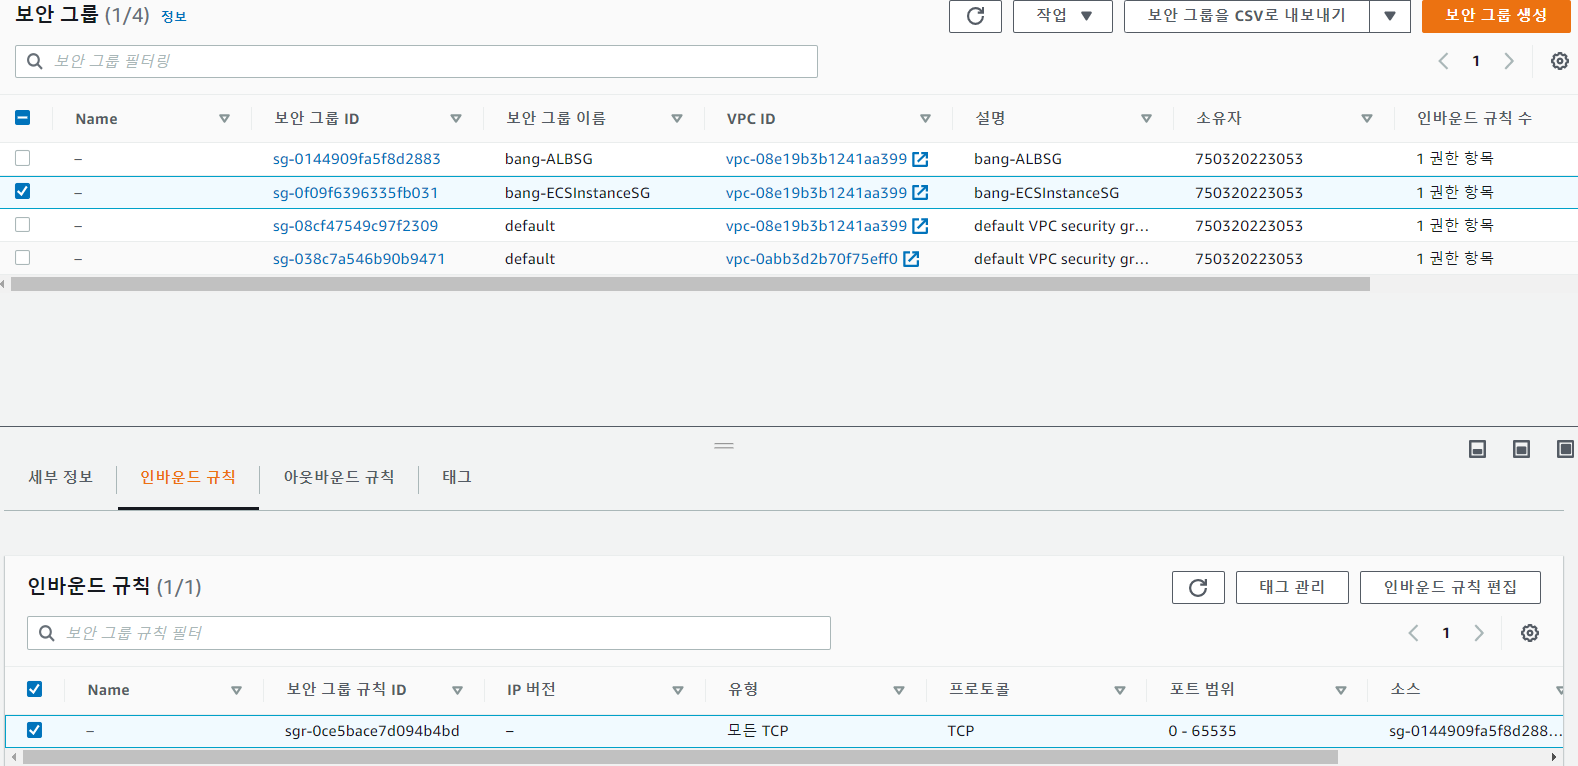 보안 그룹 (1/4) 정보 작업 보안 그룹을 CSV로 내보내기 보안 그룹 생성
보안 그룹 필터링 1
Name 보안 그룹 ID 보안 그룹 이름 VPC ID 설명 소유자 인바운드 규칙 수
– sg-0144909fa5f8d2883 bang-ALBSG vpc-08e19b3b1241aa399 bang-ALBSG 750320223053 1 권한 항목
– sg-0f09f6396335fb031 bang-ECSInstanceSG vpc-08e19b3b1241aa399 bang-ECSInstanceSG 750320223053 1 권한 항목
– sg-08cf47549c97f2309 default vpc-08e19b3b1241aa399 default VPC security gr... 750320223053 1 권한 항목
– sg-038c7a546b90b9471 default vpc-0abb3d2b70f75eff0 default VPC security gr... 750320223053 1 권한 항목
세부 정보 인바운드 규칙 아웃바운드 규칙 태그
인바운드 규칙 (1/1) 태그 관리 인바운드 규칙 편집
보안 그룹 규칙 필터 1
Name 보안 그룹 규칙 ID IP 버전 유형 프로토콜 포트 범위 소스
– sgr-0ce5bace7d094b4bd – 모든 TCP TCP 0 - 65535 sg-0144909fa5f8d288...